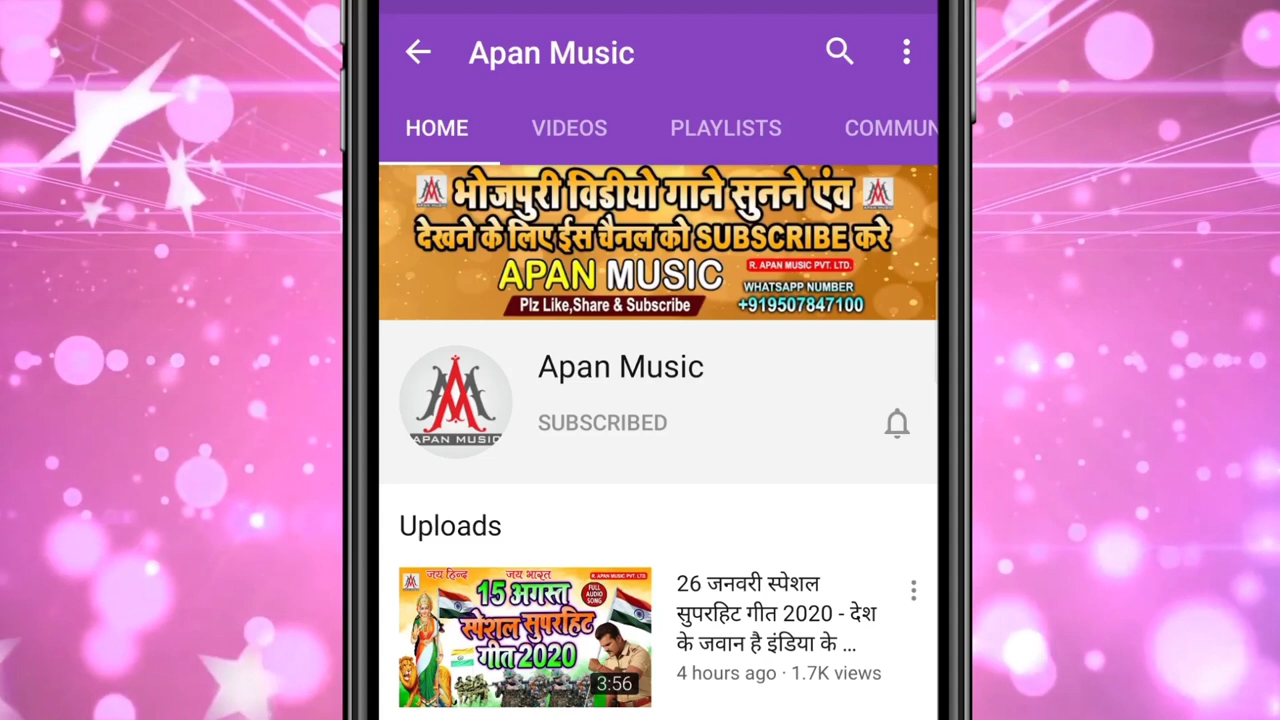 Apan Music
HOME VIDEOS PLAYLISTS COMMUN
भोजपुरी विडीयो गाने सुनने एंव
देखने के लिए ईस चैनल को SUBSCRIBE करे
APAN MUSIC
R. APAN MUSIC PVT. LTD.
WHATSAPP NUMBER
Plz Like,Share & Subscribe
+919507847100
Apan Music
SUBSCRIBED
APAN MUSIC
Uploads
जय हिन्द जय भारत
R. APAN MUSIC PVT. LTD
15 अगस्त
FULL
AUDIO
SONG
स्पेशल सुपरहिट
गीत 2020
3:56
26 जनवरी स्पेशल
सुपरहिट गीत 2020 - देश
के जवान है इंडिया के ...
4 hours ago · 1.7K views